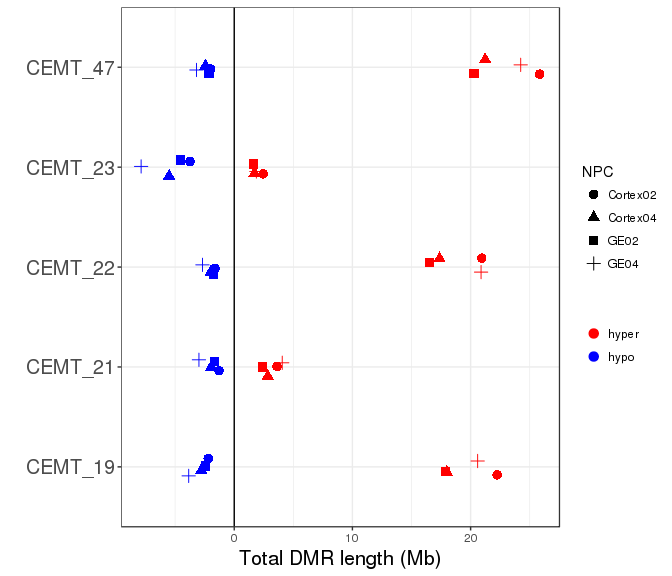 CEMT_47
CEMT_23
CEMT_22
CEMT_21
CEMT_19
0
10
20
Total DMR length (Mb)
NPC
Cortex02
Cortex04
GE02
GE04
hyper
hypo